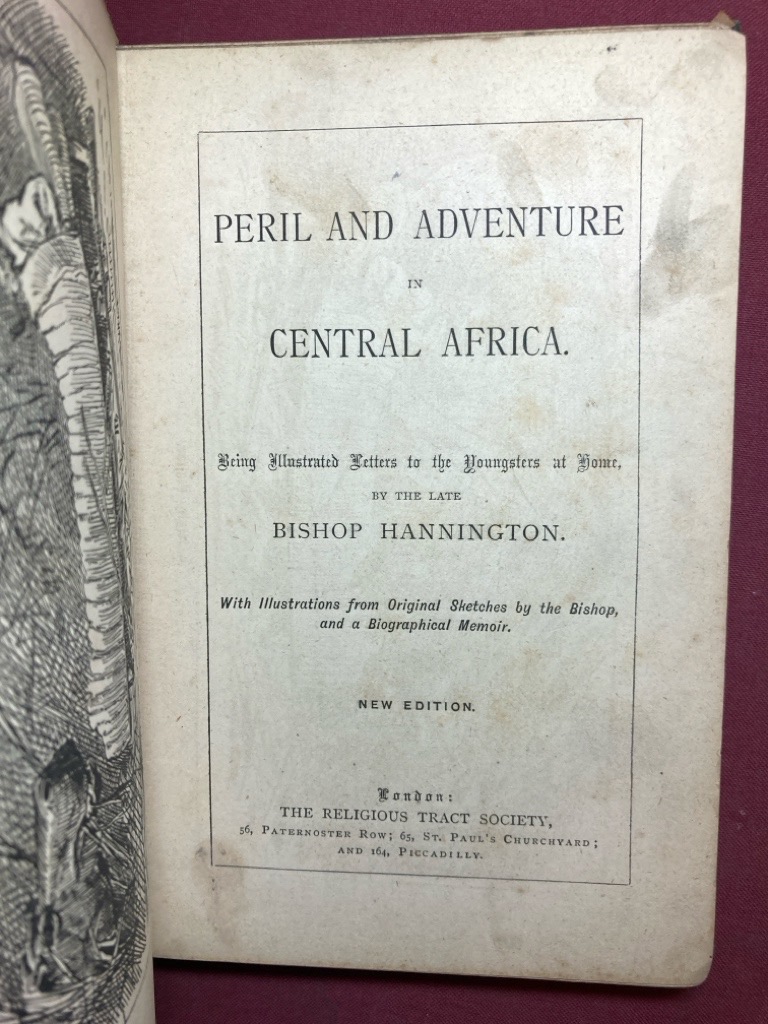 PERIL AND ADVENTURE
IN
CENTRAL AFRICA.
Being Illustrated Letters to the Youngsters at Home,
BY THE LATE
BISHOP HANNINGTON.
With Illustrations from Original Sketches by the Bishop,
and a Biographical Memoir.
NEW EDITION.
London:
THE RELIGIOUS TRACT SOCIETY,
56, PATERNOSTER ROW; 65, ST. PAUL'S CHURCHYARD;
AND 164, PICCADILLY.